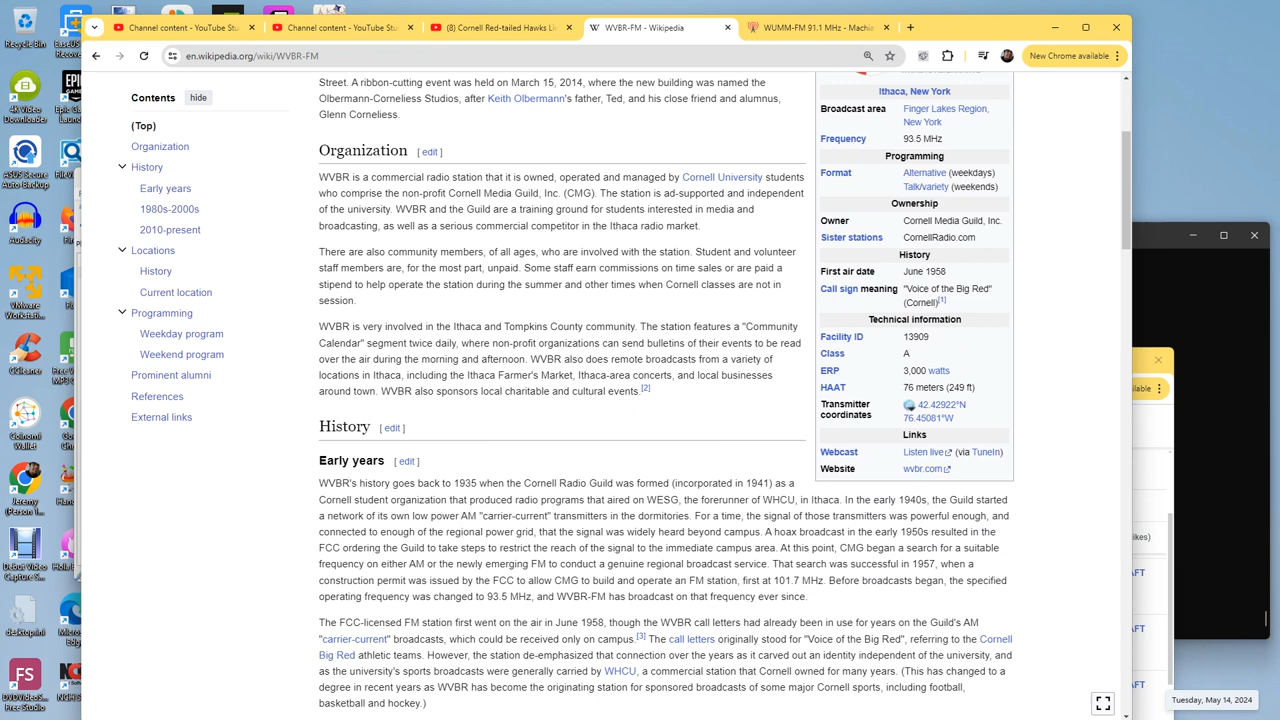 Channel content - YouTube Stu
Channel content - YouTube Stu
(8) Cornell Red-tailed Hawks Li
WVBR-FM - Wikipedia
WUMM-FM 91.1 MHz - Machia
en.wikipedia.org/wiki/WVBR-FM
New Chrome available
Recycle Bin
4K Video Downloader
ASUS Secure Auto-Backup
Audacity
VMware Workstati...
CCleaner
Coinomi Wallet
Jeremy (Person 1
Debut Video Capture S...
desktop.ini
DVDVideoS...
Contents
hide
(Top)
Organization
History
Early years
1980s-2000s
2010-present
Locations
History
Current location
Programming
Weekday program
Weekend program
Prominent alumni
References
External links
Street. A ribbon-cutting event was held on March 15, 2014, where the new building was named the
Olbermann-Corneliess Studios, after Keith Olbermann's father, Ted, and his close friend and alumnus,
Glenn Corneliess.
Organization [ edit ]
WVBR is a commercial radio station that it is owned, operated and managed by Cornell University students
who comprise the non-profit Cornell Media Guild, Inc. (CMG). The station is ad-supported and independent
of the university. WVBR and the Guild are a training ground for students interested in media and
broadcasting, as well as a serious commercial competitor in the Ithaca radio market.
There are also community members, of all ages, who are involved with the station. Student and volunteer
staff members are, for the most part, unpaid. Some staff earn commissions on time sales or are paid a
stipend to help operate the station during the summer and other times when Cornell classes are not in
session.
WVBR is very involved in the Ithaca and Tompkins County community. The station features a "Community
Calendar" segment twice daily, where non-profit organizations can send bulletins of their events to be read
over the air during the morning and afternoon. WVBR also does remote broadcasts from a variety of
locations in Ithaca, including the Ithaca Farmer's Market, Ithaca-area concerts, and local businesses
around town. WVBR also sponsors local charitable and cultural events.[2]
History [ edit ]
Early years [ edit ]
WVBR's history goes back to 1935 when the Cornell Radio Guild was formed (incorporated in 1941) as a
Cornell student organization that produced radio programs that aired on WESG, the forerunner of WHCU, in Ithaca. In the early 1940s, the Guild started
a network of its own low power AM "carrier-current" transmitters in the dormitories. For a time, the signal of those transmitters was powerful enough, and
connected to enough of the regional power grid, that the signal was widely heard beyond campus. A hoax broadcast in the early 1950s resulted in the
FCC ordering the Guild to take steps to restrict the reach of the signal to the immediate campus area. At this point, CMG began a search for a suitable
frequency on either AM or the newly emerging FM to conduct a genuine regional broadcast service. That search was successful in 1957, when a
construction permit was issued by the FCC to allow CMG to build and operate an FM station, first at 101.7 MHz. Before broadcasts began, the specified
operating frequency was changed to 93.5 MHz, and WVBR-FM has broadcast on that frequency ever since.
The FCC-licensed FM station first went on the air in June 1958, though the WVBR call letters had already been in use for years on the Guild's AM
"carrier-current" broadcasts, which could be received only on campus.[3] The call letters originally stood for "Voice of the Big Red", referring to the Cornell
Big Red athletic teams. However, the station de-emphasized that connection over the years as it carved out an identity independent of the university, and
as the university's sports broadcasts were generally carried by WHCU, a commercial station that Cornell owned for many years. (This has changed to a
degree in recent years as WVBR has become the originating station for sponsored broadcasts of some major Cornell sports, including football,
basketball and hockey.)
Ithaca, New York
Broadcast area Finger Lakes Region,
New York
Frequency 93.5 MHz
Programming
Format Alternative (weekdays)
Talk/variety (weekends)
Ownership
Owner Cornell Media Guild, Inc.
Sister stations CornellRadio.com
History
First air date June 1958
Call sign meaning "Voice of the Big Red"
(Cornell)[1]
Technical information
Facility ID 13909
Class A
ERP 3,000 watts
HAAT 76 meters (249 ft)
Transmitter coordinates 42.42922°N
76.45081°W
Links
Webcast Listen live (via TuneIn)
Website wvbr.com
ilable
kes)
AFT
AFT
AFT
Tuesday, May 14, 2024